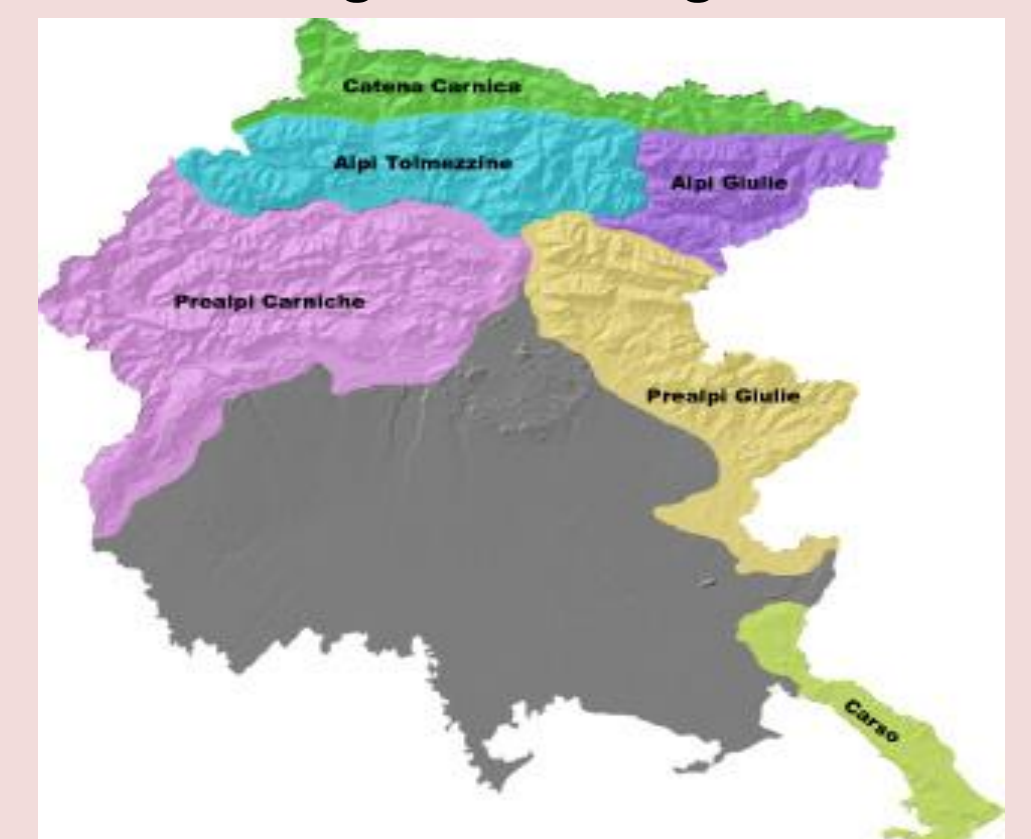 Catena Carnica
Alpi Tolmezzine
Alpi Giulie
Prealpi Carniche
Prealpi Giulie
Carso